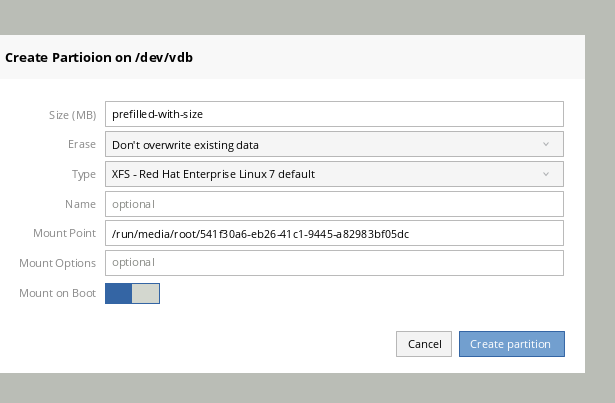 Create Partioion on /dev/vdb
Size (MB) prefilled-with-size
Erase Don't overwrite existing data
Type XFS - Red Hat Enterprise Linux 7 default
Name optional
Mount Point /run/media/root/541f30a6-eb26-41c1-9445-a82983bf05dc
Mount Options optional
Mount on Boot
Cancel Create partition